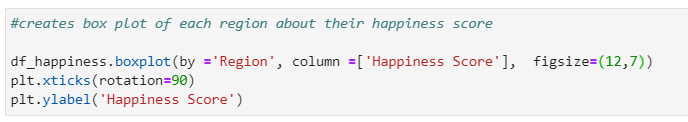 #creates box plot of each region about their happiness score
df_happiness.boxplot(by ='Region', column =['Happiness Score'],  figsize=(12,7))
plt.xticks(rotation=90)
plt.ylabel('Happiness Score')